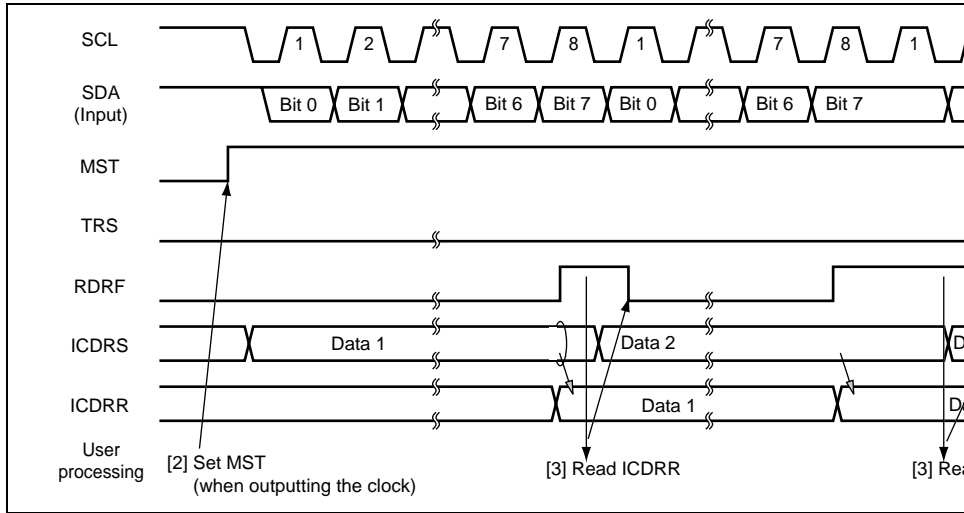 SCL 1 2 7 8 1 7 8 1
SDA
(Input) Bit 0 Bit 1 Bit 6 Bit 7 Bit 0 Bit 6 Bit 7
MST
TRS
RDRF
ICDRS Data 1 Data 2
ICDRR Data 1
User
processing
[2] Set MST
(when outputting the clock)
[3] Read ICDRR
[3]